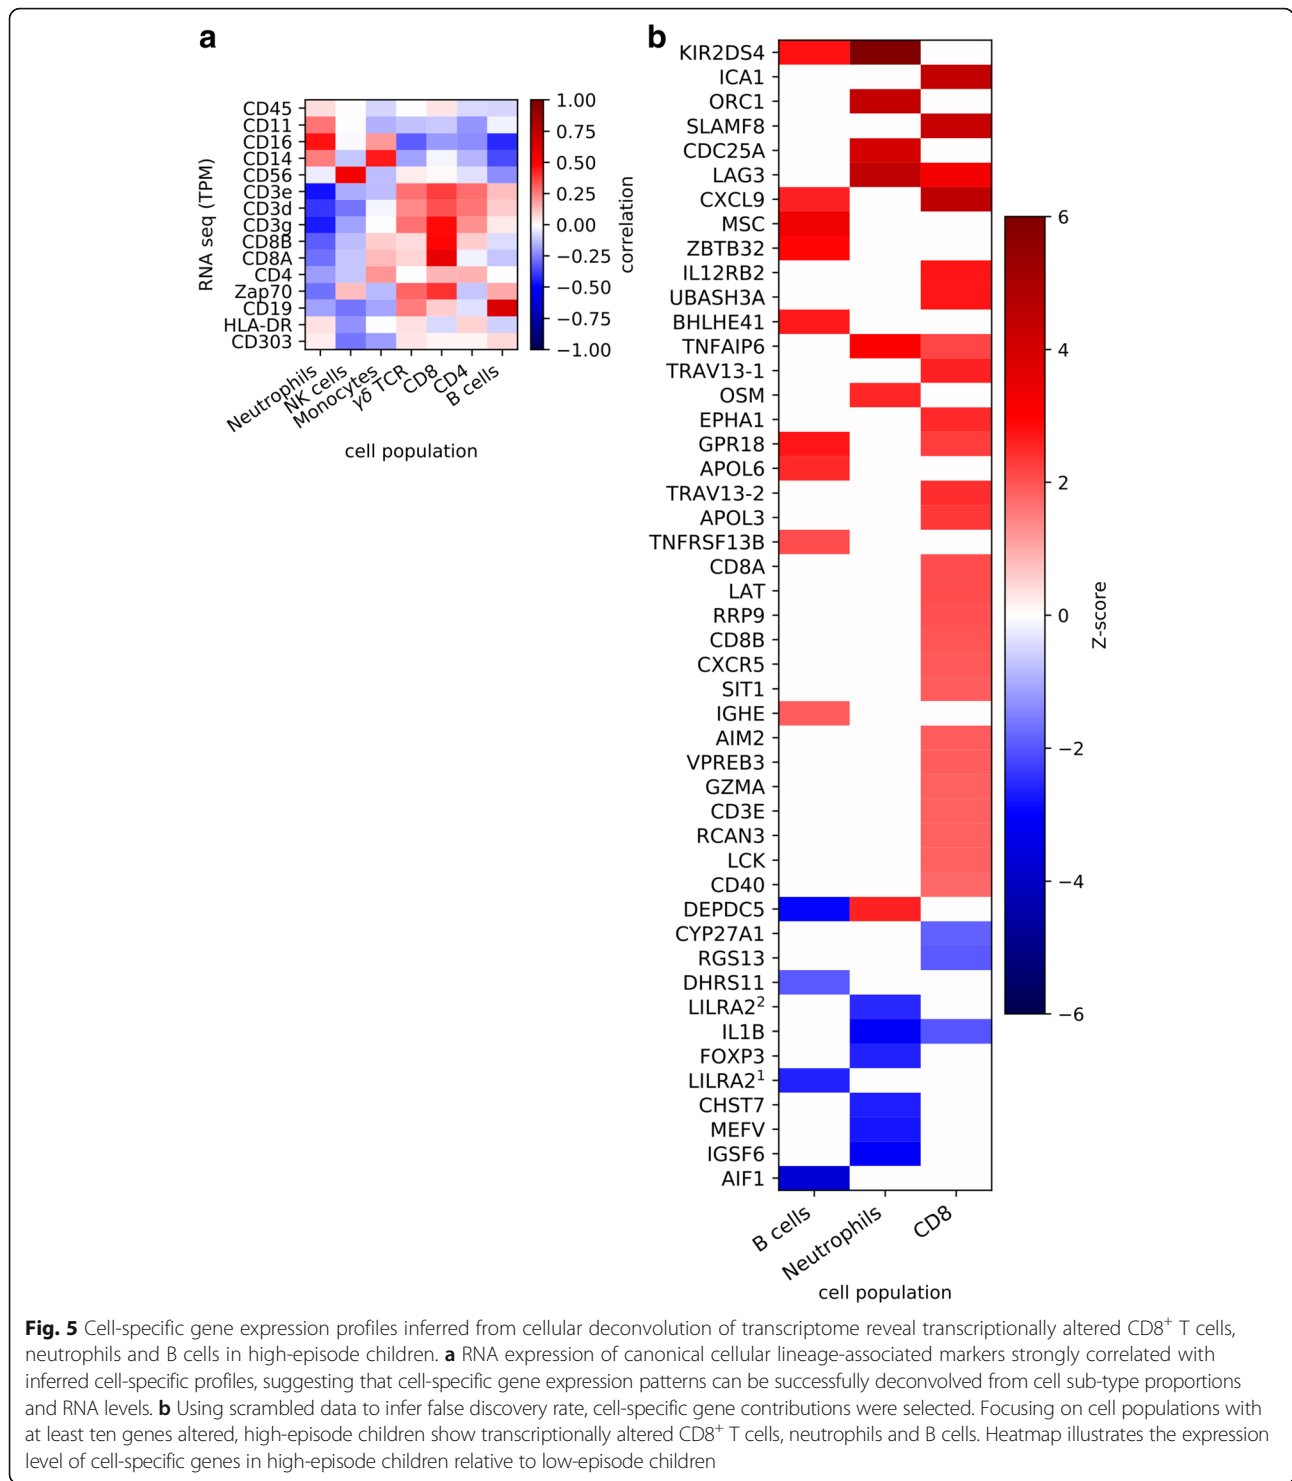 a
RNA seq (TPM)
CD45
CD11
CD16
CD14
CD56
CD3e
CD3d
CD3g
CD8B
CD8A
CD4
Zap70
CD19
HLA-DR
CD303
Neutrophils
NK cells
Monocytes
γδ TCR
CD8
CD4
B cells
cell population
1.00
0.75
0.50
0.25
0.00
−0.25
−0.50
−0.75
−1.00
correlation
b
KIR2DS4
ICA1
ORC1
SLAMF8
CDC25A
LAG3
CXCL9
MSC
ZBTB32
IL12RB2
UBASH3A
BHLHE41
TNFAIP6
TRAV13-1
OSM
EPHA1
GPR18
APOL6
TRAV13-2
APOL3
TNFRSF13B
CD8A
LAT
RRP9
CD8B
CXCR5
SIT1
IGHE
AIM2
VPREB3
GZMA
CD3E
RCAN3
LCK
CD40
DEPDC5
CYP27A1
RGS13
DHRS11
LILRA2²
IL1B
FOXP3
LILRA2¹
CHST7
MEFV
IGSF6
AIF1
B cells
Neutrophils
CD8
cell population
6
4
2
0
−2
−4
−6
Z-score
Fig. 5 Cell-specific gene expression profiles inferred from cellular deconvolution of transcriptome reveal transcriptionally altered CD8⁺ T cells,
neutrophils and B cells in high-episode children. a RNA expression of canonical cellular lineage-associated markers strongly correlated with
inferred cell-specific profiles, suggesting that cell-specific gene expression patterns can be successfully deconvolved from cell sub-type proportions
and RNA levels. b Using scrambled data to infer false discovery rate, cell-specific gene contributions were selected. Focusing on cell populations with
at least ten genes altered, high-episode children show transcriptionally altered CD8⁺ T cells, neutrophils and B cells. Heatmap illustrates the expression
level of cell-specific genes in high-episode children relative to low-episode children